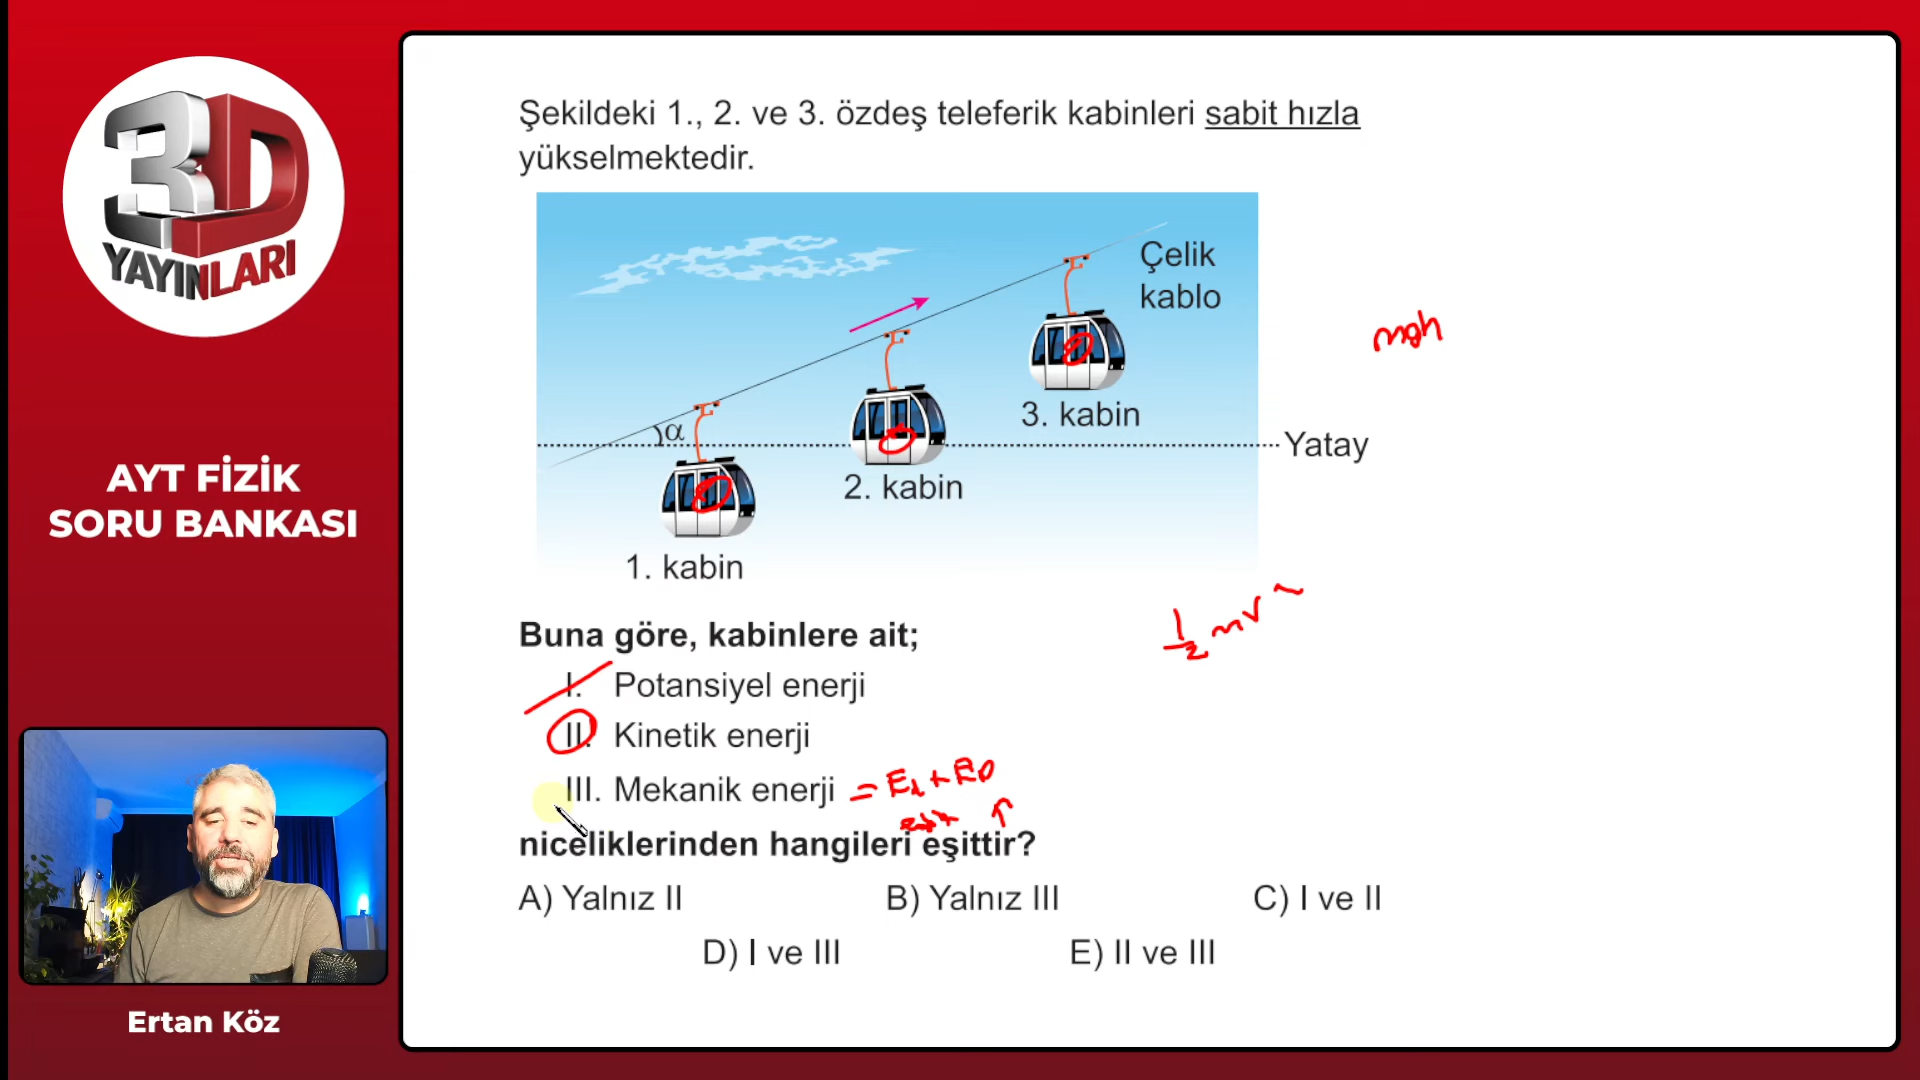 3D
YAYINLARI
AYT FİZİK
SORU BANKASI
Ertan Köz
Şekildeki 1., 2. ve 3. özdeş teleferik kabinleri sabit hızla
yükselmektedir.
Çelik
kablo
α
Yatay
3. kabin
2. kabin
1. kabin
mgh
1/2 mv²
Buna göre, kabinlere ait;
I. Potansiyel enerji
II. Kinetik enerji
III. Mekanik enerji = Ek + Ep
niceliklerinden hangileri eşittir?
A) Yalnız II
B) Yalnız III
C) I ve II
D) I ve III
E) II ve III